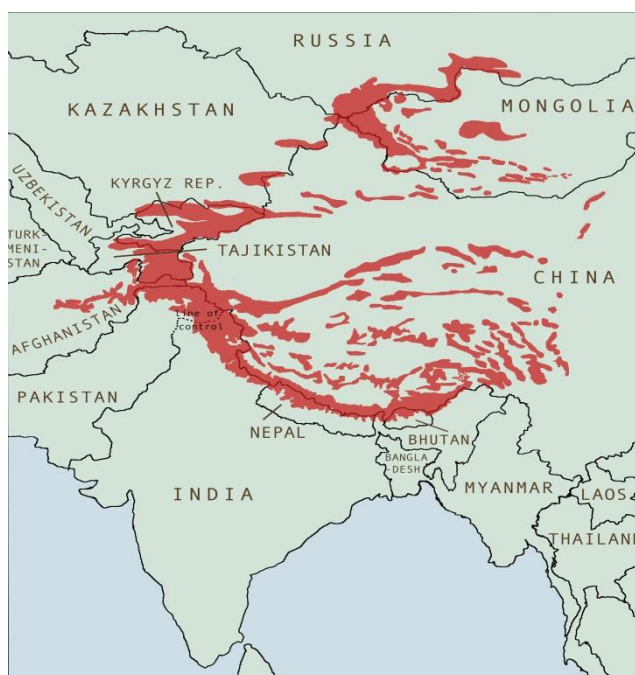 RUSSIA
KAZAKHSTAN
MONGOLIA
UZBEKISTAN
KYRGYZ REP.
TURK-
MENI-
STAN
TAJIKISTAN
CHINA
AFGHANISTAN
line of
control
PAKISTAN
NEPAL
BHUTAN
BANGLA
DESH
INDIA
MYANMAR
LAOS
THAILAND